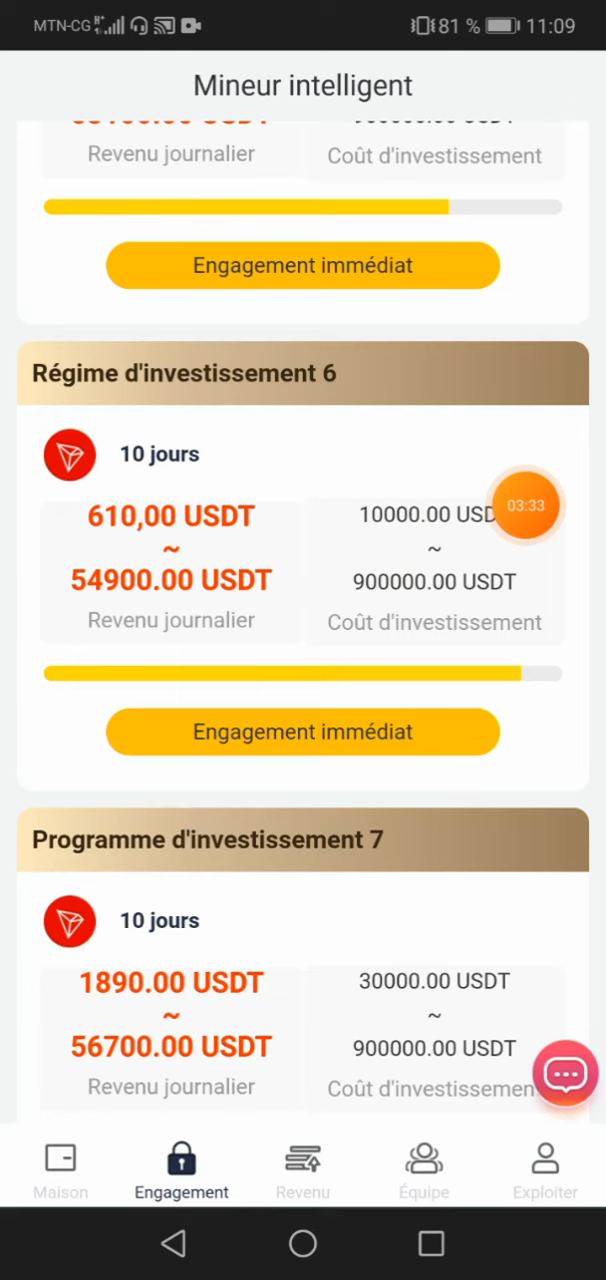 MTN-CG
81 %
11:09
Mineur intelligent
Revenu journalier
Coût d'investissement
Engagement immédiat
Régime d'investissement 6
10 jours
610,00 USDT
~
54900.00 USDT
Revenu journalier
10000.00 USD
~
900000.00 USDT
Coût d'investissement
03:33
Engagement immédiat
Programme d'investissement 7
10 jours
1890.00 USDT
~
56700.00 USDT
Revenu journalier
30000.00 USDT
~
900000.00 USDT
Coût d'investissemen
Maison
Engagement
Revenu
Équipe
Exploiter